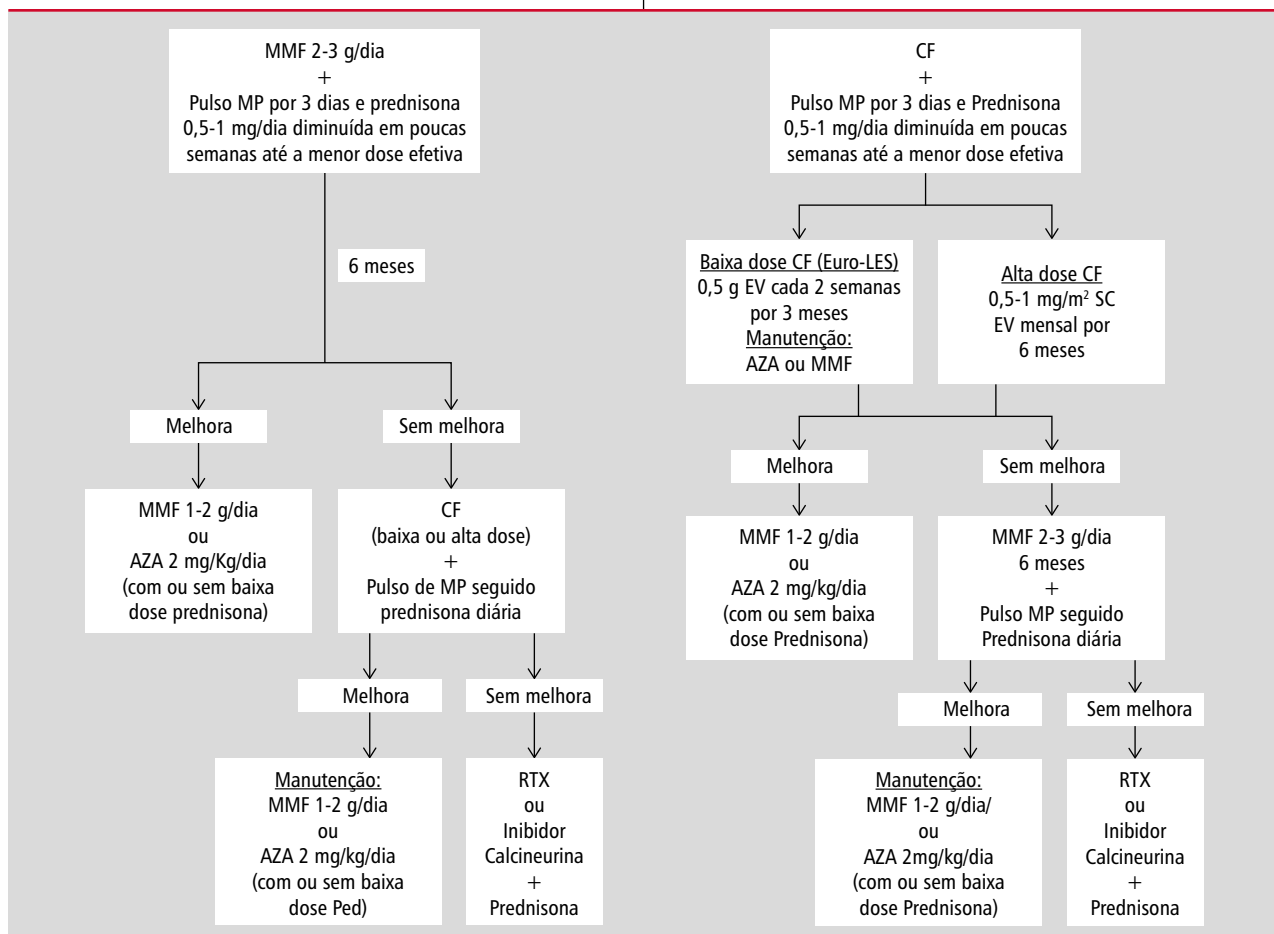 MMF 2-3 g/dia
+
Pulso MP por 3 dias e prednisona
0,5-1 mg/dia diminuída em poucas
semanas até a menor dose efetiva
6 meses
Melhora
Sem melhora
MMF 1-2 g/dia
ou
AZA 2 mg/Kg/dia
(com ou sem baixa
dose prednisona)
CF
(baixa ou alta dose)
+
Pulso de MP seguido
prednisona diária
Melhora
Sem melhora
Manutenção:
MMF 1-2 g/dia
ou
AZA 2 mg/kg/dia
(com ou sem baixa
dose Ped)
RTX
ou
Inibidor
Calcineurina
+
Prednisona
CF
+
Pulso MP por 3 dias e Prednisona
0,5-1 mg/dia diminuída em poucas
semanas até a menor dose efetiva
Baixa dose CF (Euro-LES)
0,5 g EV cada 2 semanas
por 3 meses
Manutenção:
AZA ou MMF
Alta dose CF
0,5-1 mg/m² SC
EV mensal por
6 meses
Melhora
Sem melhora
MMF 1-2 g/dia
ou
AZA 2 mg/kg/dia
(com ou sem baixa
dose Prednisona)
MMF 2-3 g/dia
6 meses
+
Pulso MP seguido
Prednisona diária
Melhora
Sem melhora
Manutenção:
MMF 1-2 g/dia/
ou
AZA 2mg/kg/dia
(com ou sem baixa
dose Prednisona)
RTX
ou
Inibidor
Calcineurina
+
Prednisona